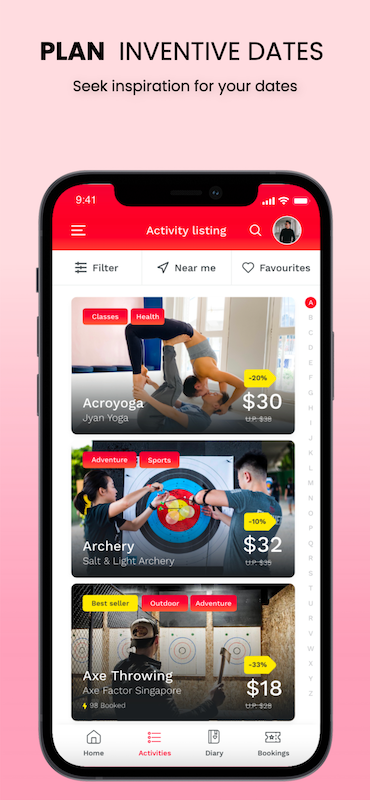 PLAN INVENTIVE DATES
Seek inspiration for your dates
9:41
Activity listing
Filter
Near me
Favourites
Classes
Health
A
B
C
D
E
F
G
H
I
J
K
L
M
N
O
P
Q
R
S
T
U
V
W
X
Y
Z
-20%
Acroyoga
$30
Jyan Yoga
U.P. $38
Adventure
Sports
-10%
Archery
$32
Salt & Light Archery
U.P. $35
Best seller
Outdoor
Adventure
-33%
Axe Throwing
$18
Axe Factor Singapore
98 Booked
U.P. $28
Home
Activities
Diary
Bookings